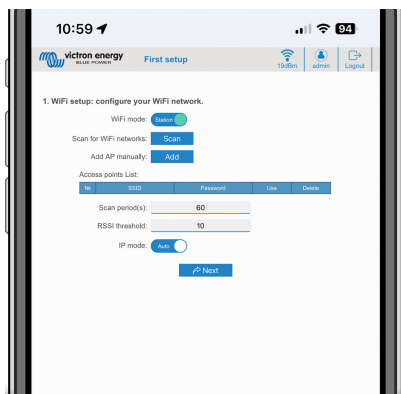 10:59
94
victron energy
BLUE POWER
First setup
19dBm
admin
Logout
1. WiFi setup: configure your WiFi network.
WiFi mode: Station
Scan for WiFi networks: Scan
Add AP manually: Add
Access points List:
№ SSID Password Use Delete
Scan period(s): 60
RSSI threshold: 10
IP mode: Auto
Next